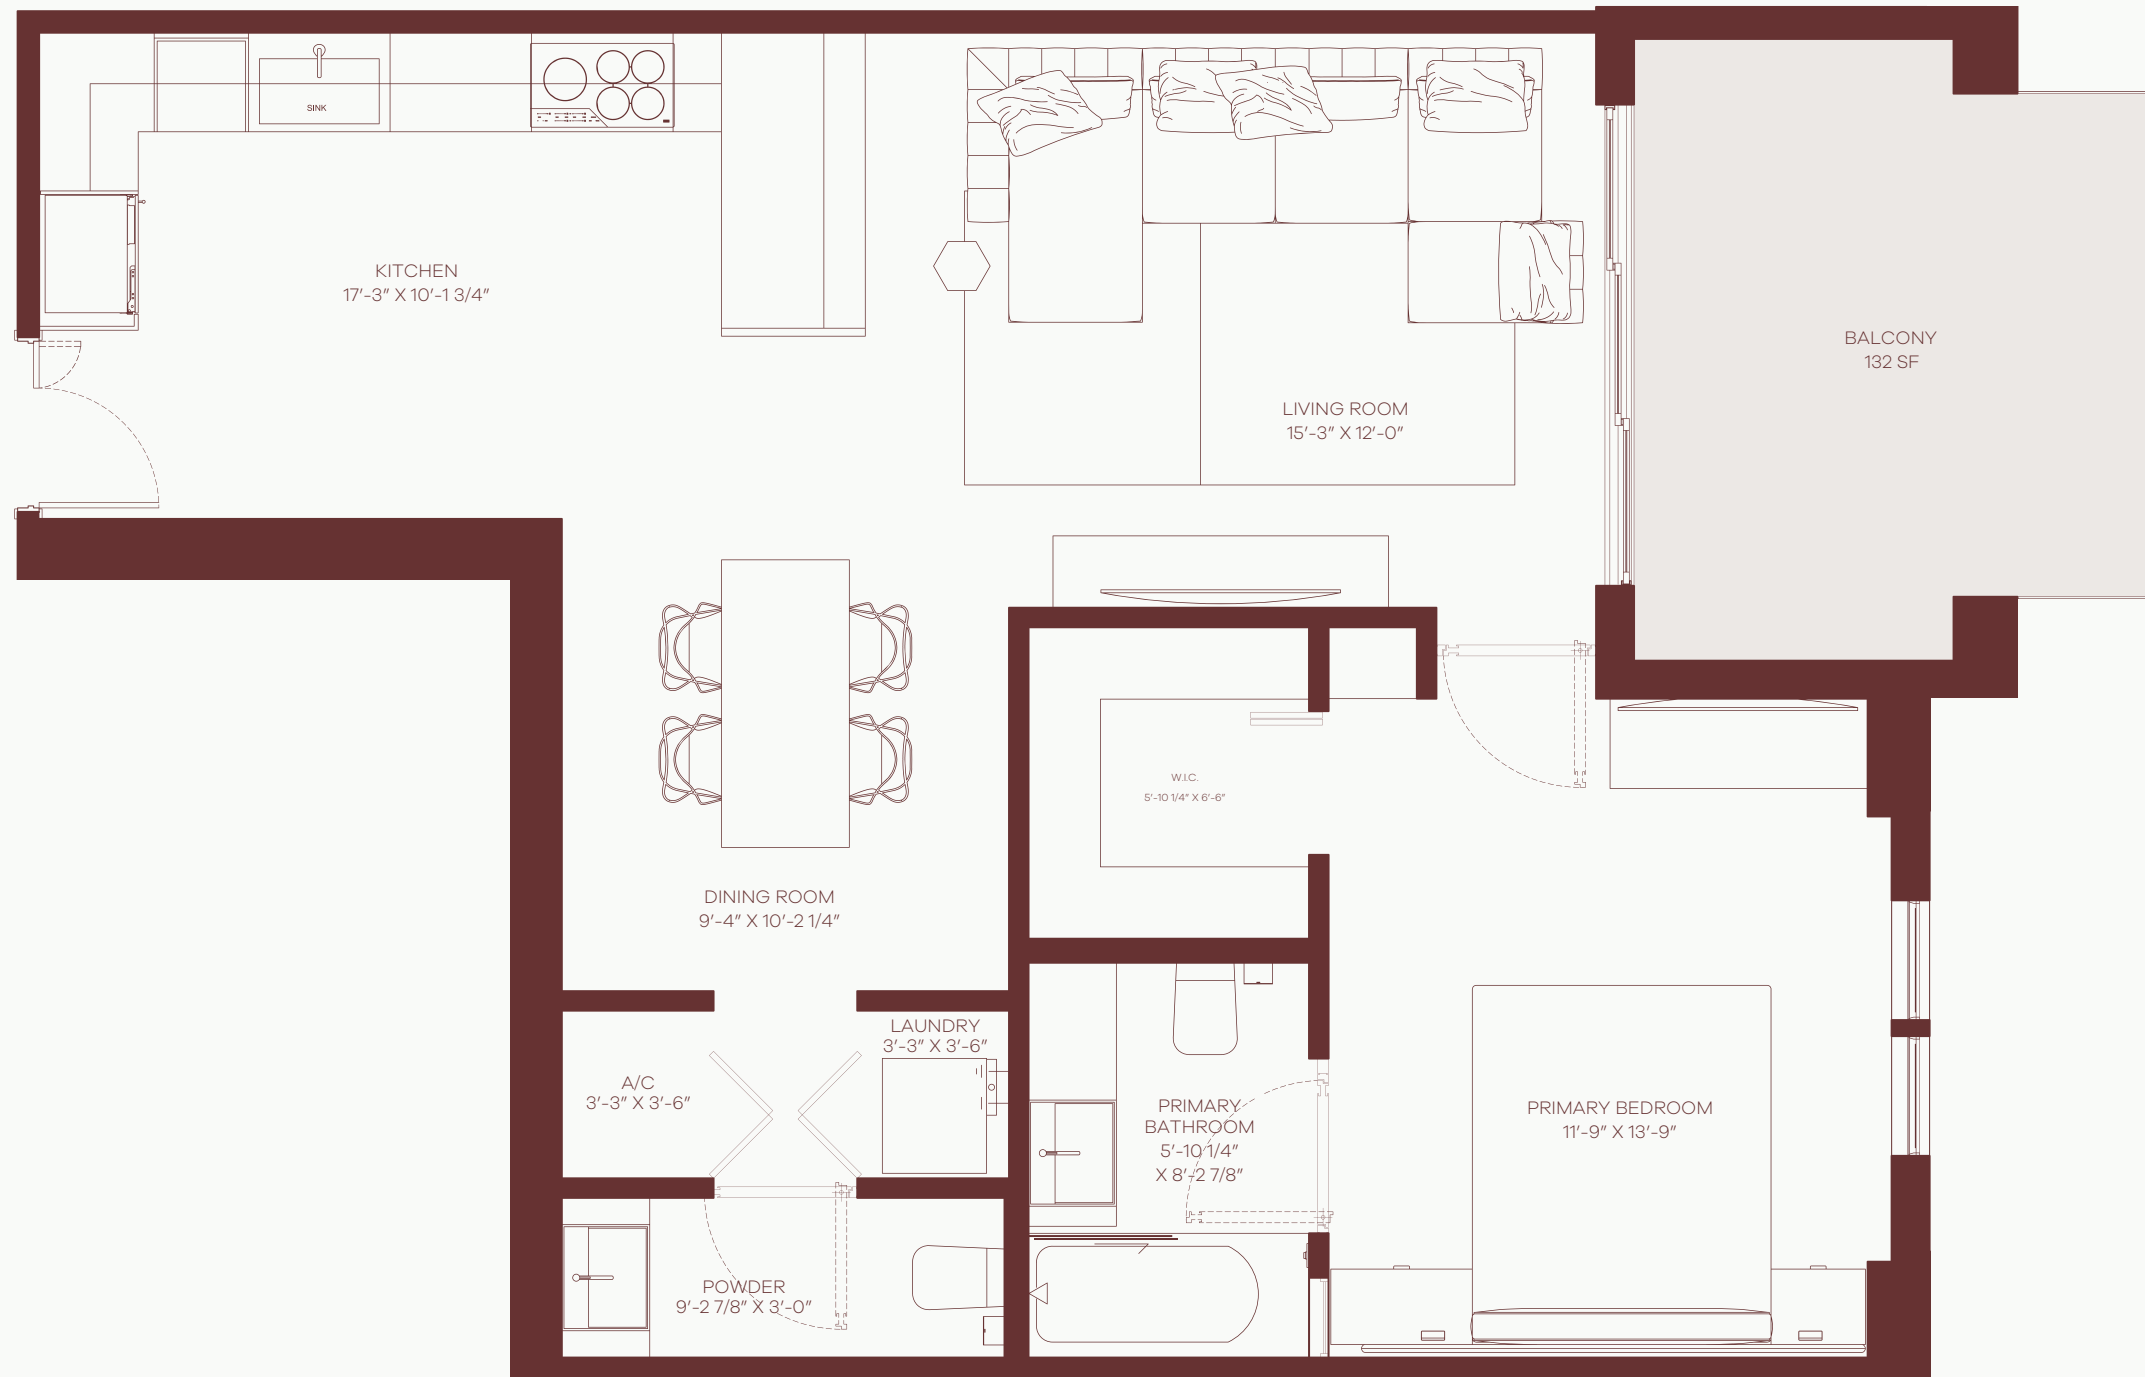 SINK
KITCHEN
17'-3" X 10'-1 3/4"
BALCONY
132 SF
LIVING ROOM
15'-3" X 12'-0"
W.I.C.
5'-10 1/4" X 6'-6"
DINING ROOM
9'-4" X 10'-2 1/4"
LAUNDRY
3'-3" X 3'-6"
A/C
3'-3" X 3'-6"
PRIMARY
BATHROOM
5'-10 1/4"
X 8'-2 7/8"
PRIMARY BEDROOM
11'-9" X 13'-9"
POWDER
9'-2 7/8" X 3'-0"